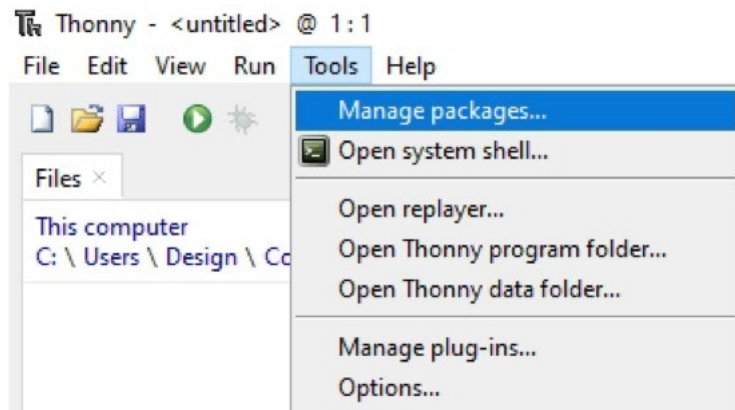 Thonny - <untitled> @ 1:1
File Edit View Run Tools Help
Manage packages...
Open system shell...
Files ×
This computer
C: \ Users \ Design \ Co
Open replayer...
Open Thonny program folder...
Open Thonny data folder...
Manage plug-ins...
Options...